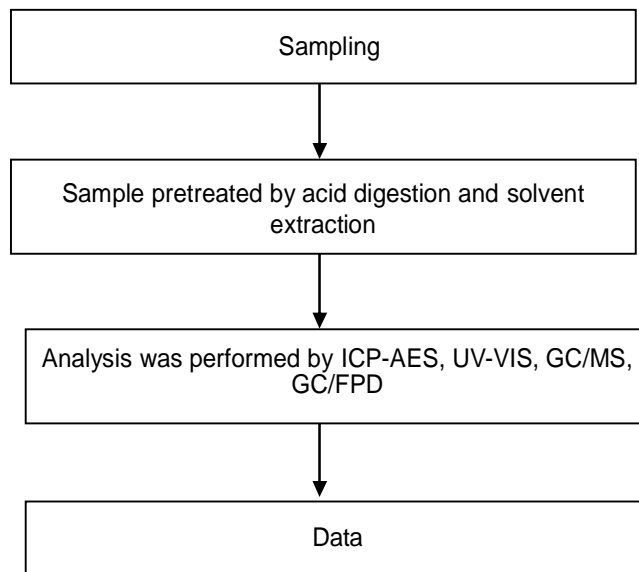 Sampling
Sample pretreated by acid digestion and solvent
extraction
Analysis was performed by ICP-AES, UV-VIS, GC/MS,
GC/FPD
Data